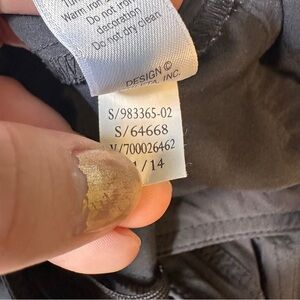 Warm iron
Do not iron
decoration
Do not dry clean
DESIGN ©
INC.
S/983365-02
S/64668
V/700026462
1/14